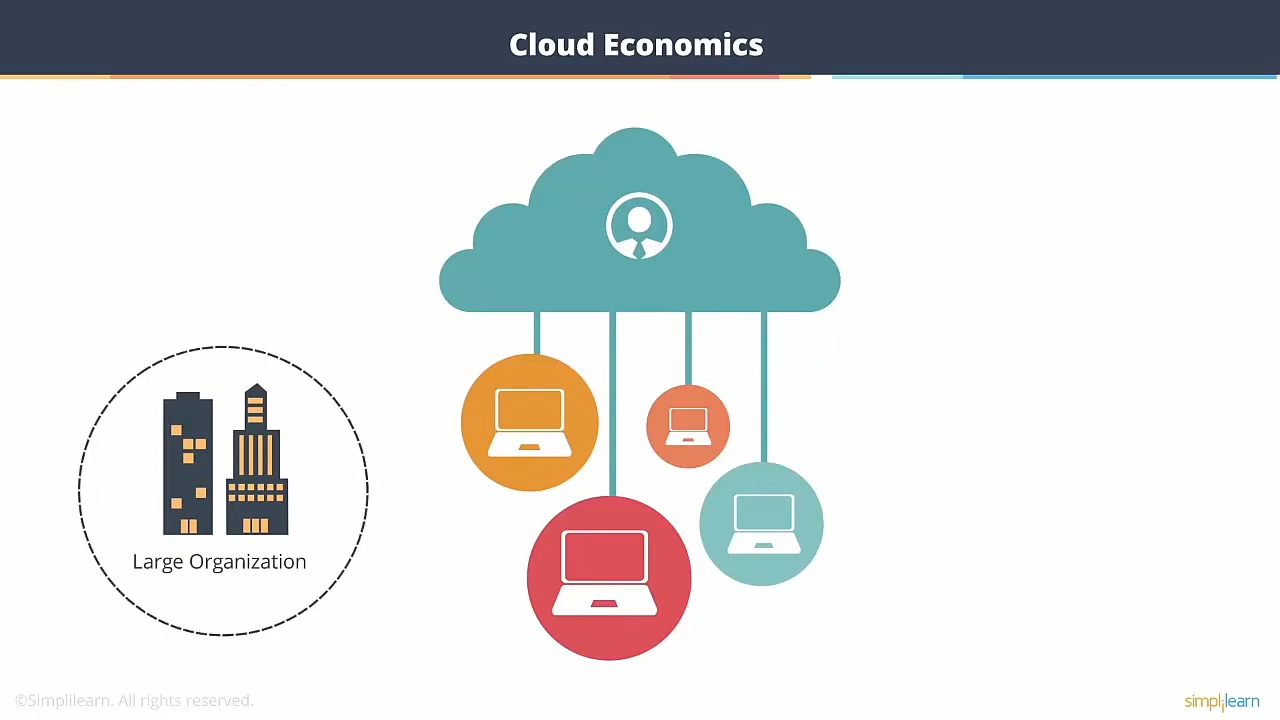 Cloud Economics
Large Organization
©Simplilearn. All rights reserved.
simplilearn